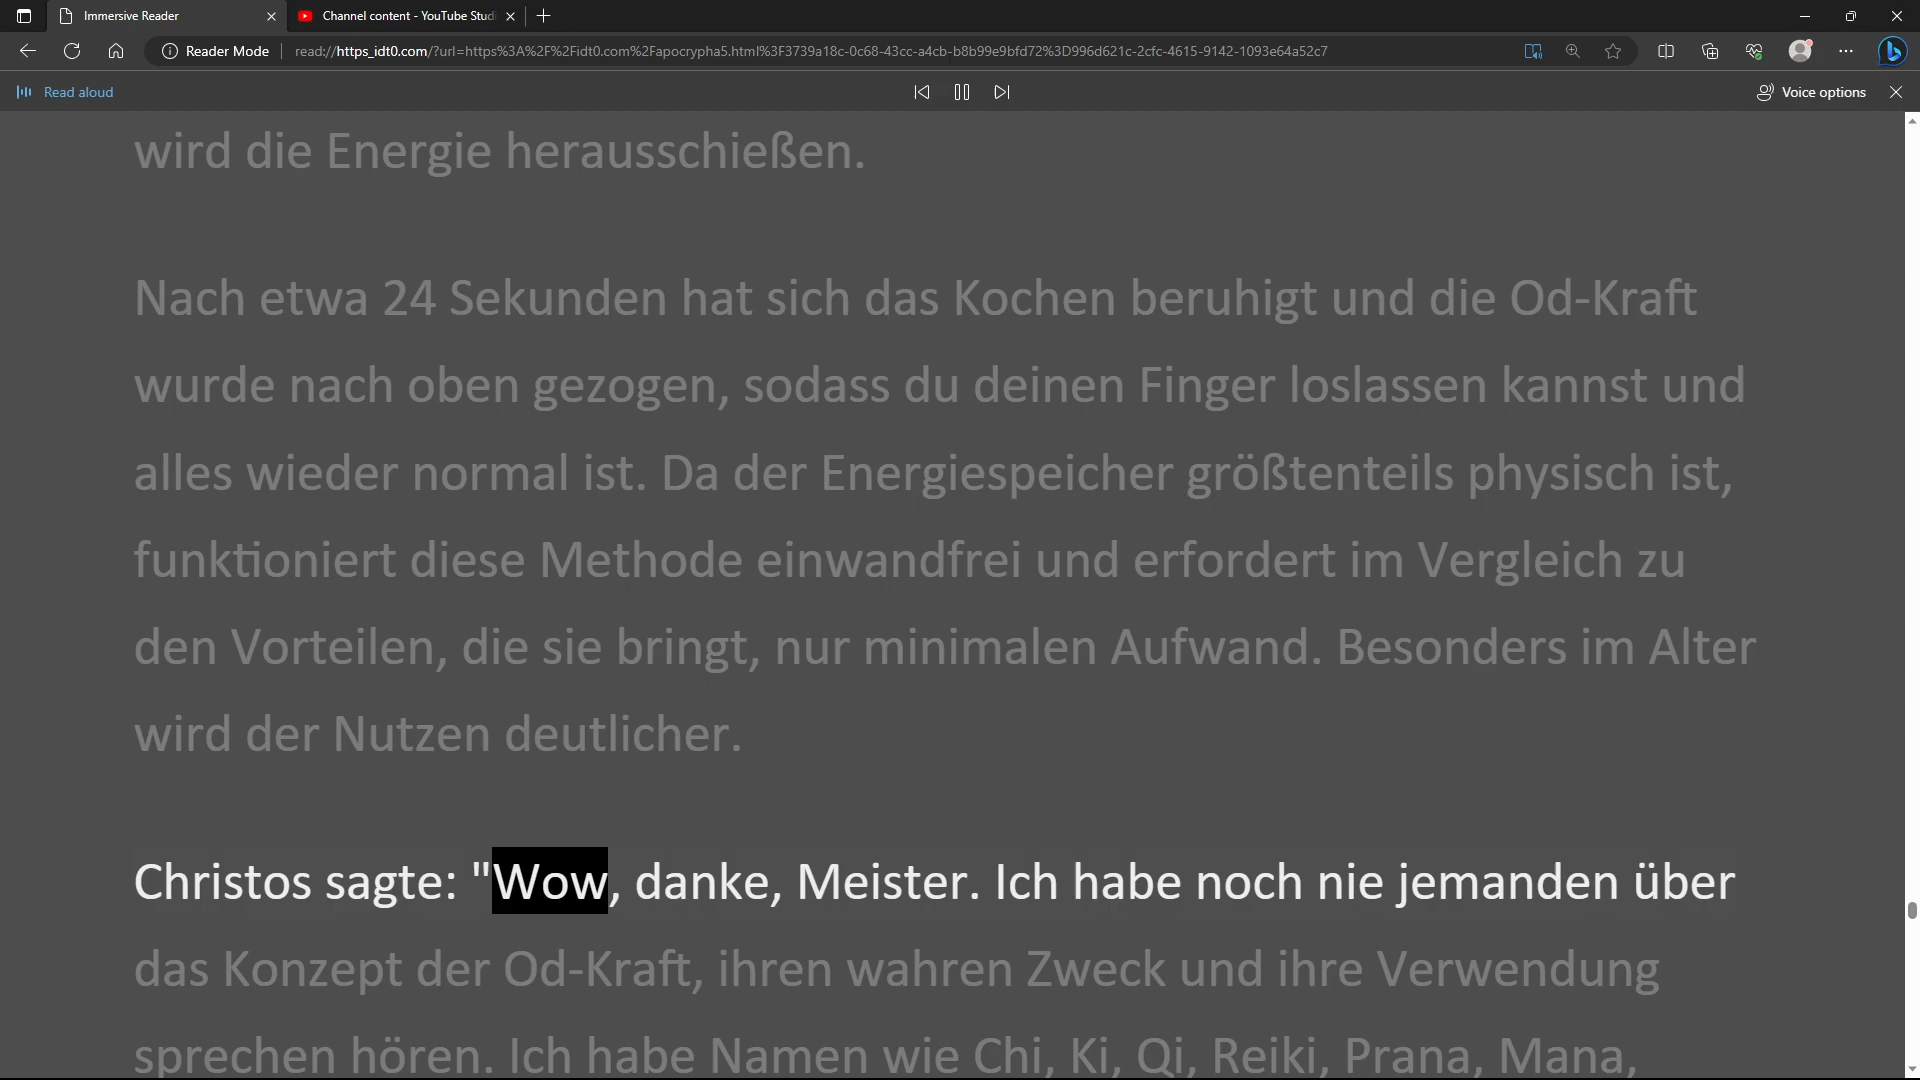 Immersive Reader
Channel content - YouTube Studi
Reader Mode
read://https_idt0.com/?url=https%3A%2F%2Fidt0.com%2Fapocrypha5.html%3F3739a18c-0c68-43cc-a4cb-b8b99e9bfd72%3D996d621c-2cfc-4615-9142-1093e64a52c7
Read aloud
Voice options
wird die Energie herausschießen.
Nach etwa 24 Sekunden hat sich das Kochen beruhigt und die Od-Kraft
wurde nach oben gezogen, sodass du deinen Finger loslassen kannst und
alles wieder normal ist. Da der Energiespeicher größtenteils physisch ist,
funktioniert diese Methode einwandfrei und erfordert im Vergleich zu
den Vorteilen, die sie bringt, nur minimalen Aufwand. Besonders im Alter
wird der Nutzen deutlicher.
Christos sagte: "Wow, danke, Meister. Ich habe noch nie jemanden über
das Konzept der Od-Kraft, ihren wahren Zweck und ihre Verwendung
sprechen hören. Ich habe Namen wie Chi, Ki, Qi, Reiki, Prana, Mana,